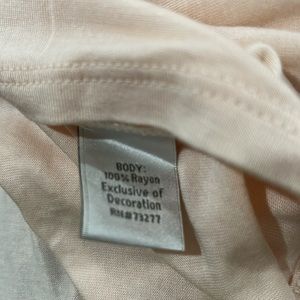 BODY:
100% Rayon
Exclusive of
Decoration
RN#73277